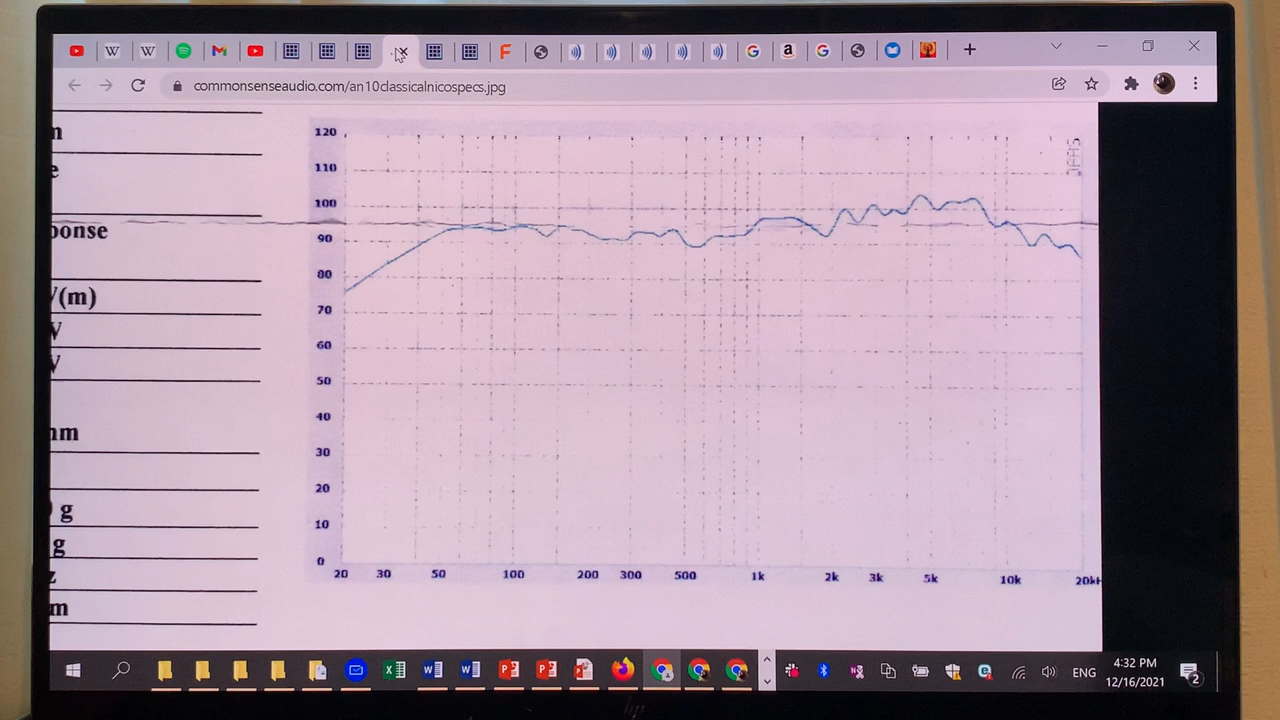 commonsenseaudio.com/an10classicalnicospecs.jpg
m
e
ponse
V(m)
V
V
nm
g
g
z
m
120
110
100
90
80
70
60
50
40
30
20
10
0
20 30 50 100 200 300 500 1k 2k 3k 5k 10k 20kH
ENG
4:32 PM
12/16/2021
2
hp